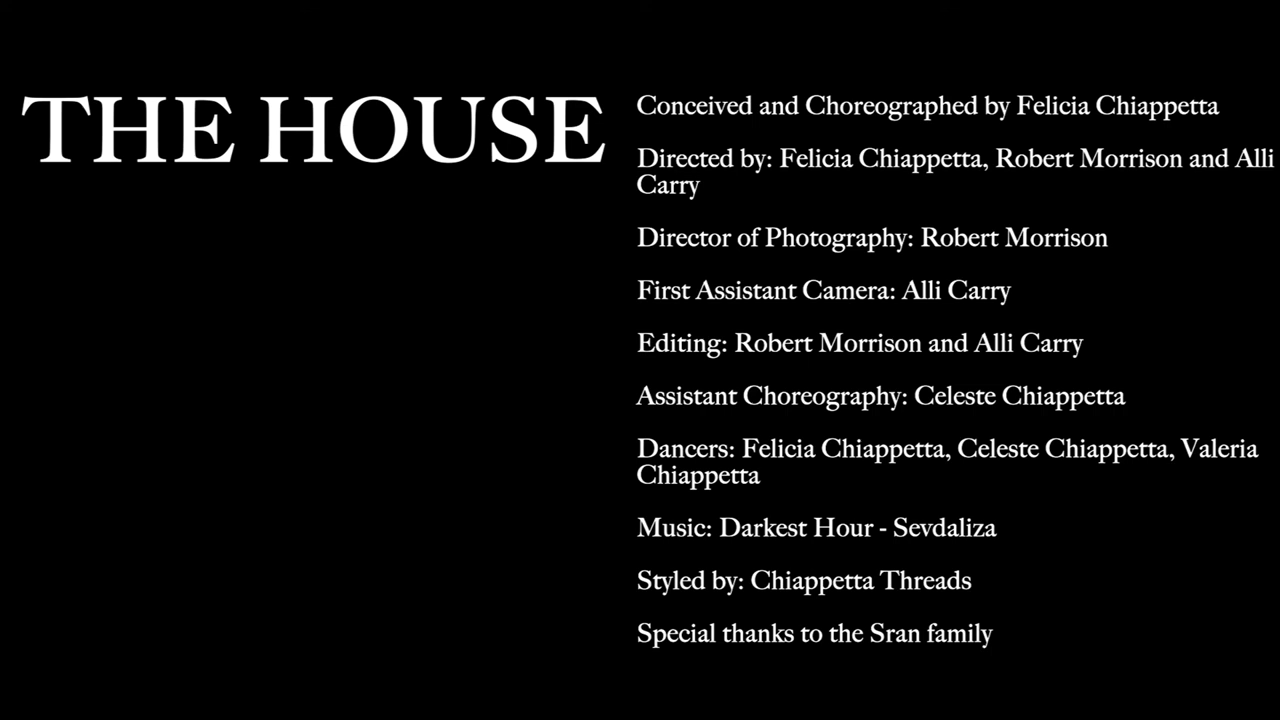 THE HOUSE
Conceived and Choreographed by Felicia Chiappetta
Directed by: Felicia Chiappetta, Robert Morrison and Alli
Carry
Director of Photography: Robert Morrison
First Assistant Camera: Alli Carry
Editing: Robert Morrison and Alli Carry
Assistant Choreography: Celeste Chiappetta
Dancers: Felicia Chiappetta, Celeste Chiappetta, Valeria
Chiappetta
Music: Darkest Hour - Sevdaliza
Styled by: Chiappetta Threads
Special thanks to the Sran family